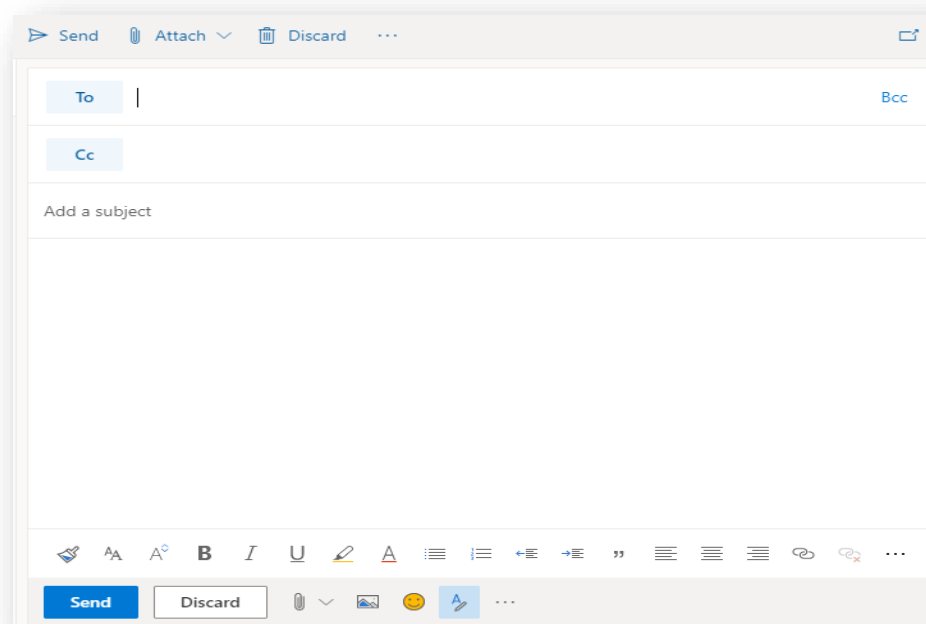 Send Attach Discard ...
To Bcc
Cc
Add a subject
Send Discard ...